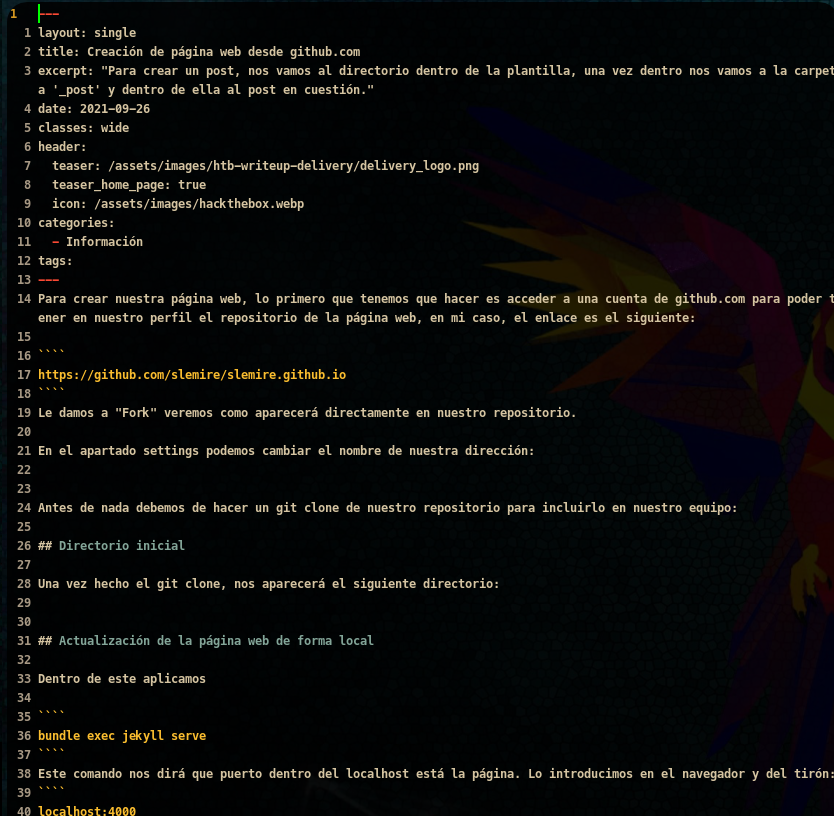 1 ---
1 layout: single
2 title: Creación de página web desde github.com
3 excerpt: "Para crear un post, nos vamos al directorio dentro de la plantilla, una vez dentro nos vamos a la carpet
a '_post' y dentro de ella al post en cuestión."
4 date: 2021-09-26
5 classes: wide
6 header:
7   teaser: /assets/images/htb-writeup-delivery/delivery_logo.png
8   teaser_home_page: true
9   icon: /assets/images/hackthebox.webp
10 categories:
11   - Información
12 tags:
13 ---
14 Para crear nuestra página web, lo primero que tenemos que hacer es acceder a una cuenta de github.com para poder t
ener en nuestro perfil el repositorio de la página web, en mi caso, el enlace es el siguiente:
15
16 ````
17 https://github.com/slemire/slemire.github.io
18 ````
19 Le damos a "Fork" veremos como aparecerá directamente en nuestro repositorio.
20
21 En el apartado settings podemos cambiar el nombre de nuestra dirección:
22
23
24 Antes de nada debemos de hacer un git clone de nuestro repositorio para incluirlo en nuestro equipo:
25
26 ## Directorio inicial
27
28 Una vez hecho el git clone, nos aparecerá el siguiente directorio:
29
30
31 ## Actualización de la página web de forma local
32
33 Dentro de este aplicamos
34
35 ````
36 bundle exec jekyll serve
37 ````
38 Este comando nos dirá que puerto dentro del localhost está la página. Lo introducimos en el navegador y del tirón:
39 ````
40 localhost:4000